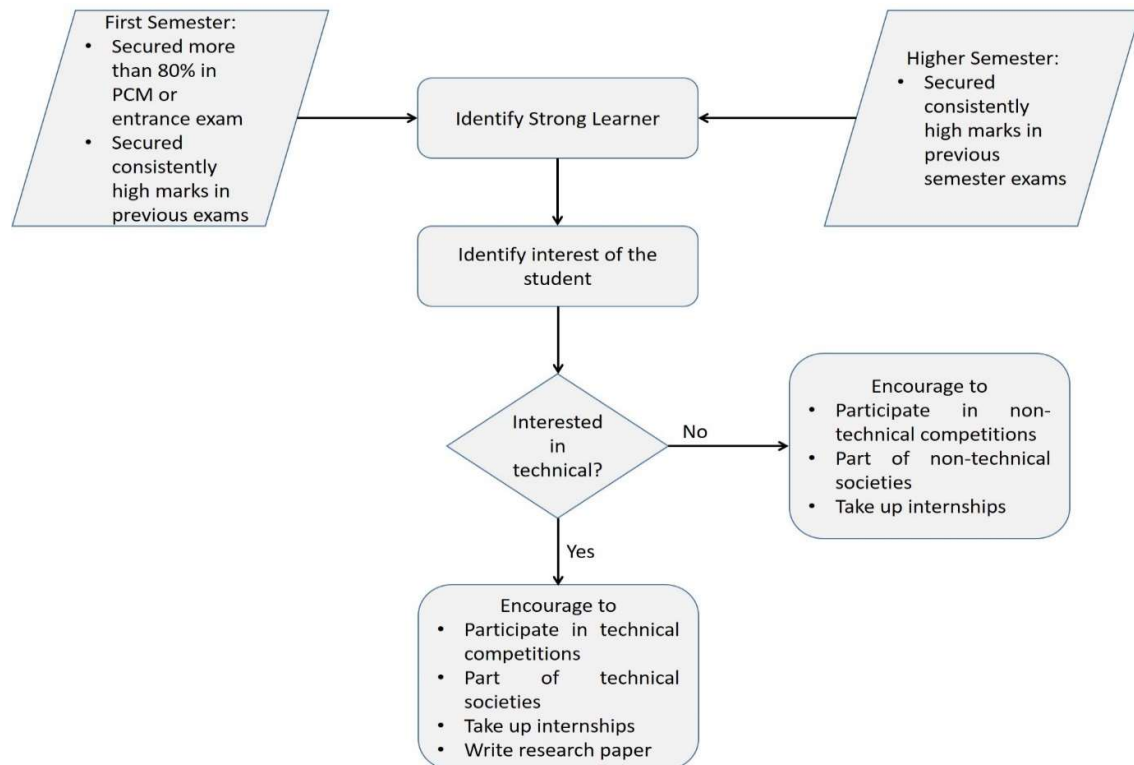 First Semester:
• Secured more
than 80% in
PCM or
entrance exam
• Secured
consistently
high marks in
previous exams
Identify Strong Learner
Higher Semester:
• Secured
consistently
high marks in
previous
semester exams
Identify interest of the
student
Interested
in
technical?
No
Encourage to
• Participate in non-
technical competitions
• Part of non-technical
societies
• Take up internships
Yes
Encourage to
• Participate in technical
competitions
• Part of technical
societies
• Take up internships
• Write research paper